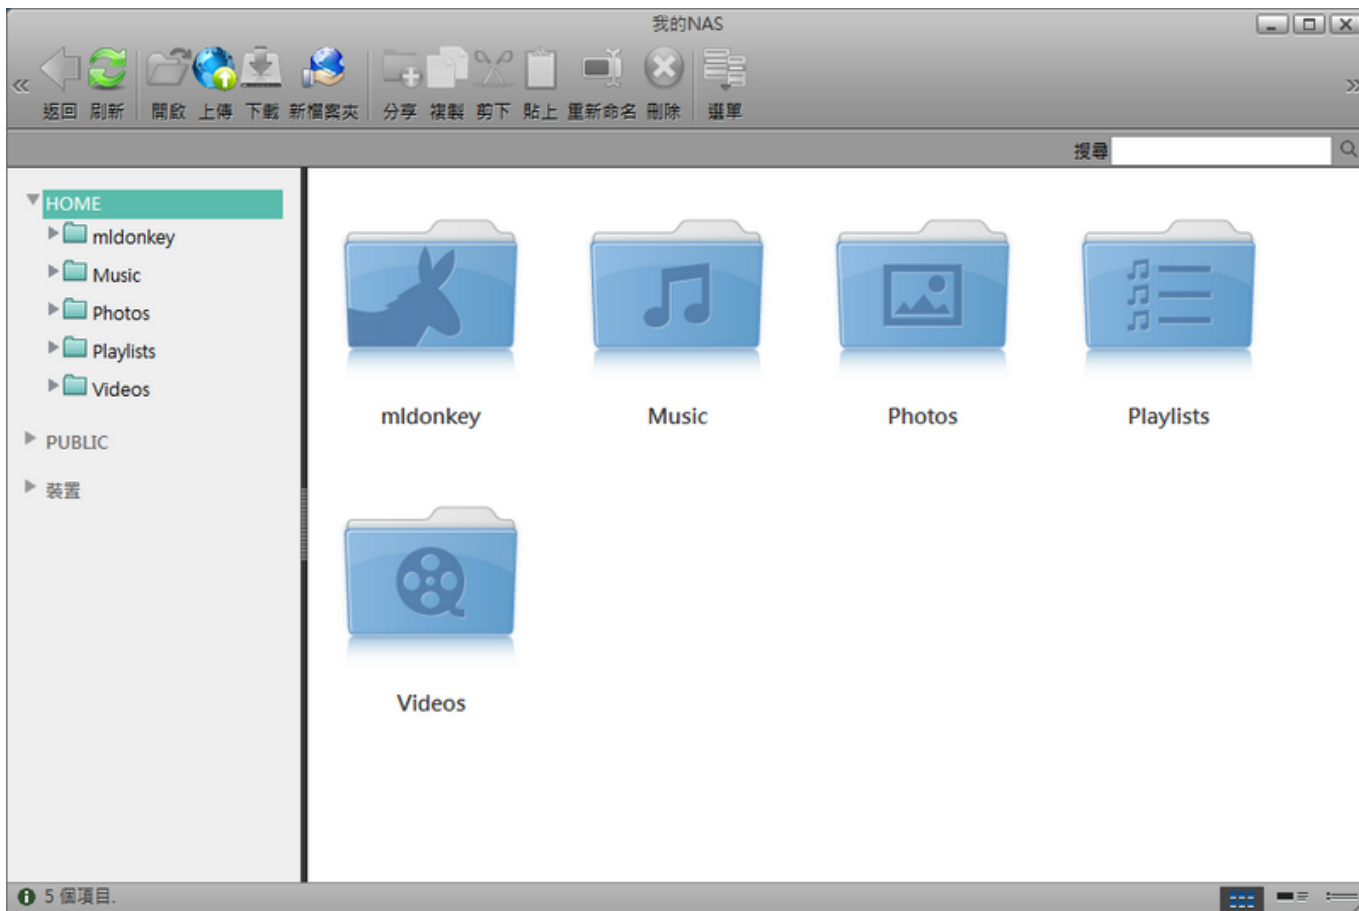 我的NAS
返回 刷新 開啟 上傳 下載 新檔案夾 分享 複製 剪下 貼上 重新命名 刪除 選單
搜尋
HOME
mldonkey
Music
Photos
Playlists
Videos
PUBLIC
裝置
mldonkey Music Photos Playlists
Videos
5 個項目.